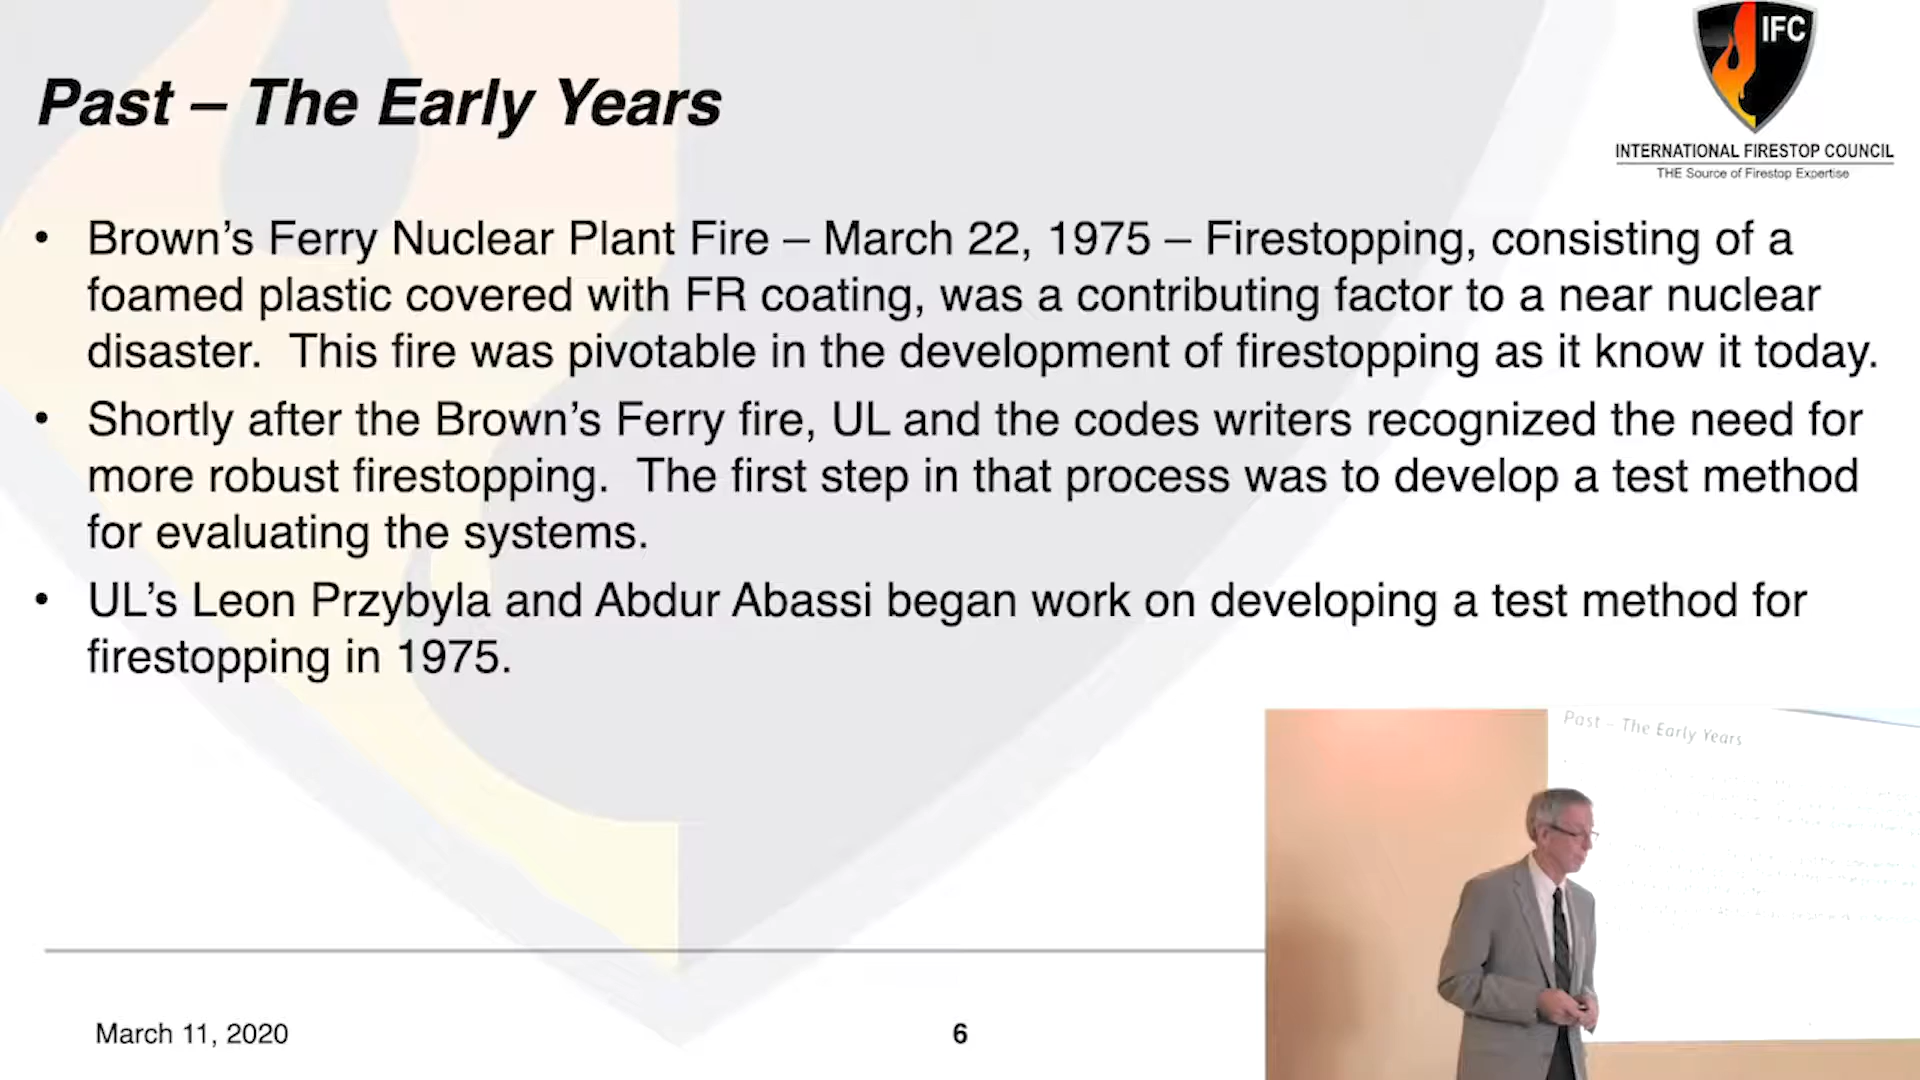 IFC
INTERNATIONAL FIRESTOP COUNCIL
THE Source of Firestop Expertise
Past – The Early Years
• Brown’s Ferry Nuclear Plant Fire – March 22, 1975 – Firestopping, consisting of a
foamed plastic covered with FR coating, was a contributing factor to a near nuclear
disaster.  This fire was pivotable in the development of firestopping as it know it today.
• Shortly after the Brown’s Ferry fire, UL and the codes writers recognized the need for
more robust firestopping.  The first step in that process was to develop a test method
for evaluating the systems.
• UL’s Leon Przybyla and Abdur Abassi began work on developing a test method for
firestopping in 1975.
Past – The Early Years
March 11, 2020
6